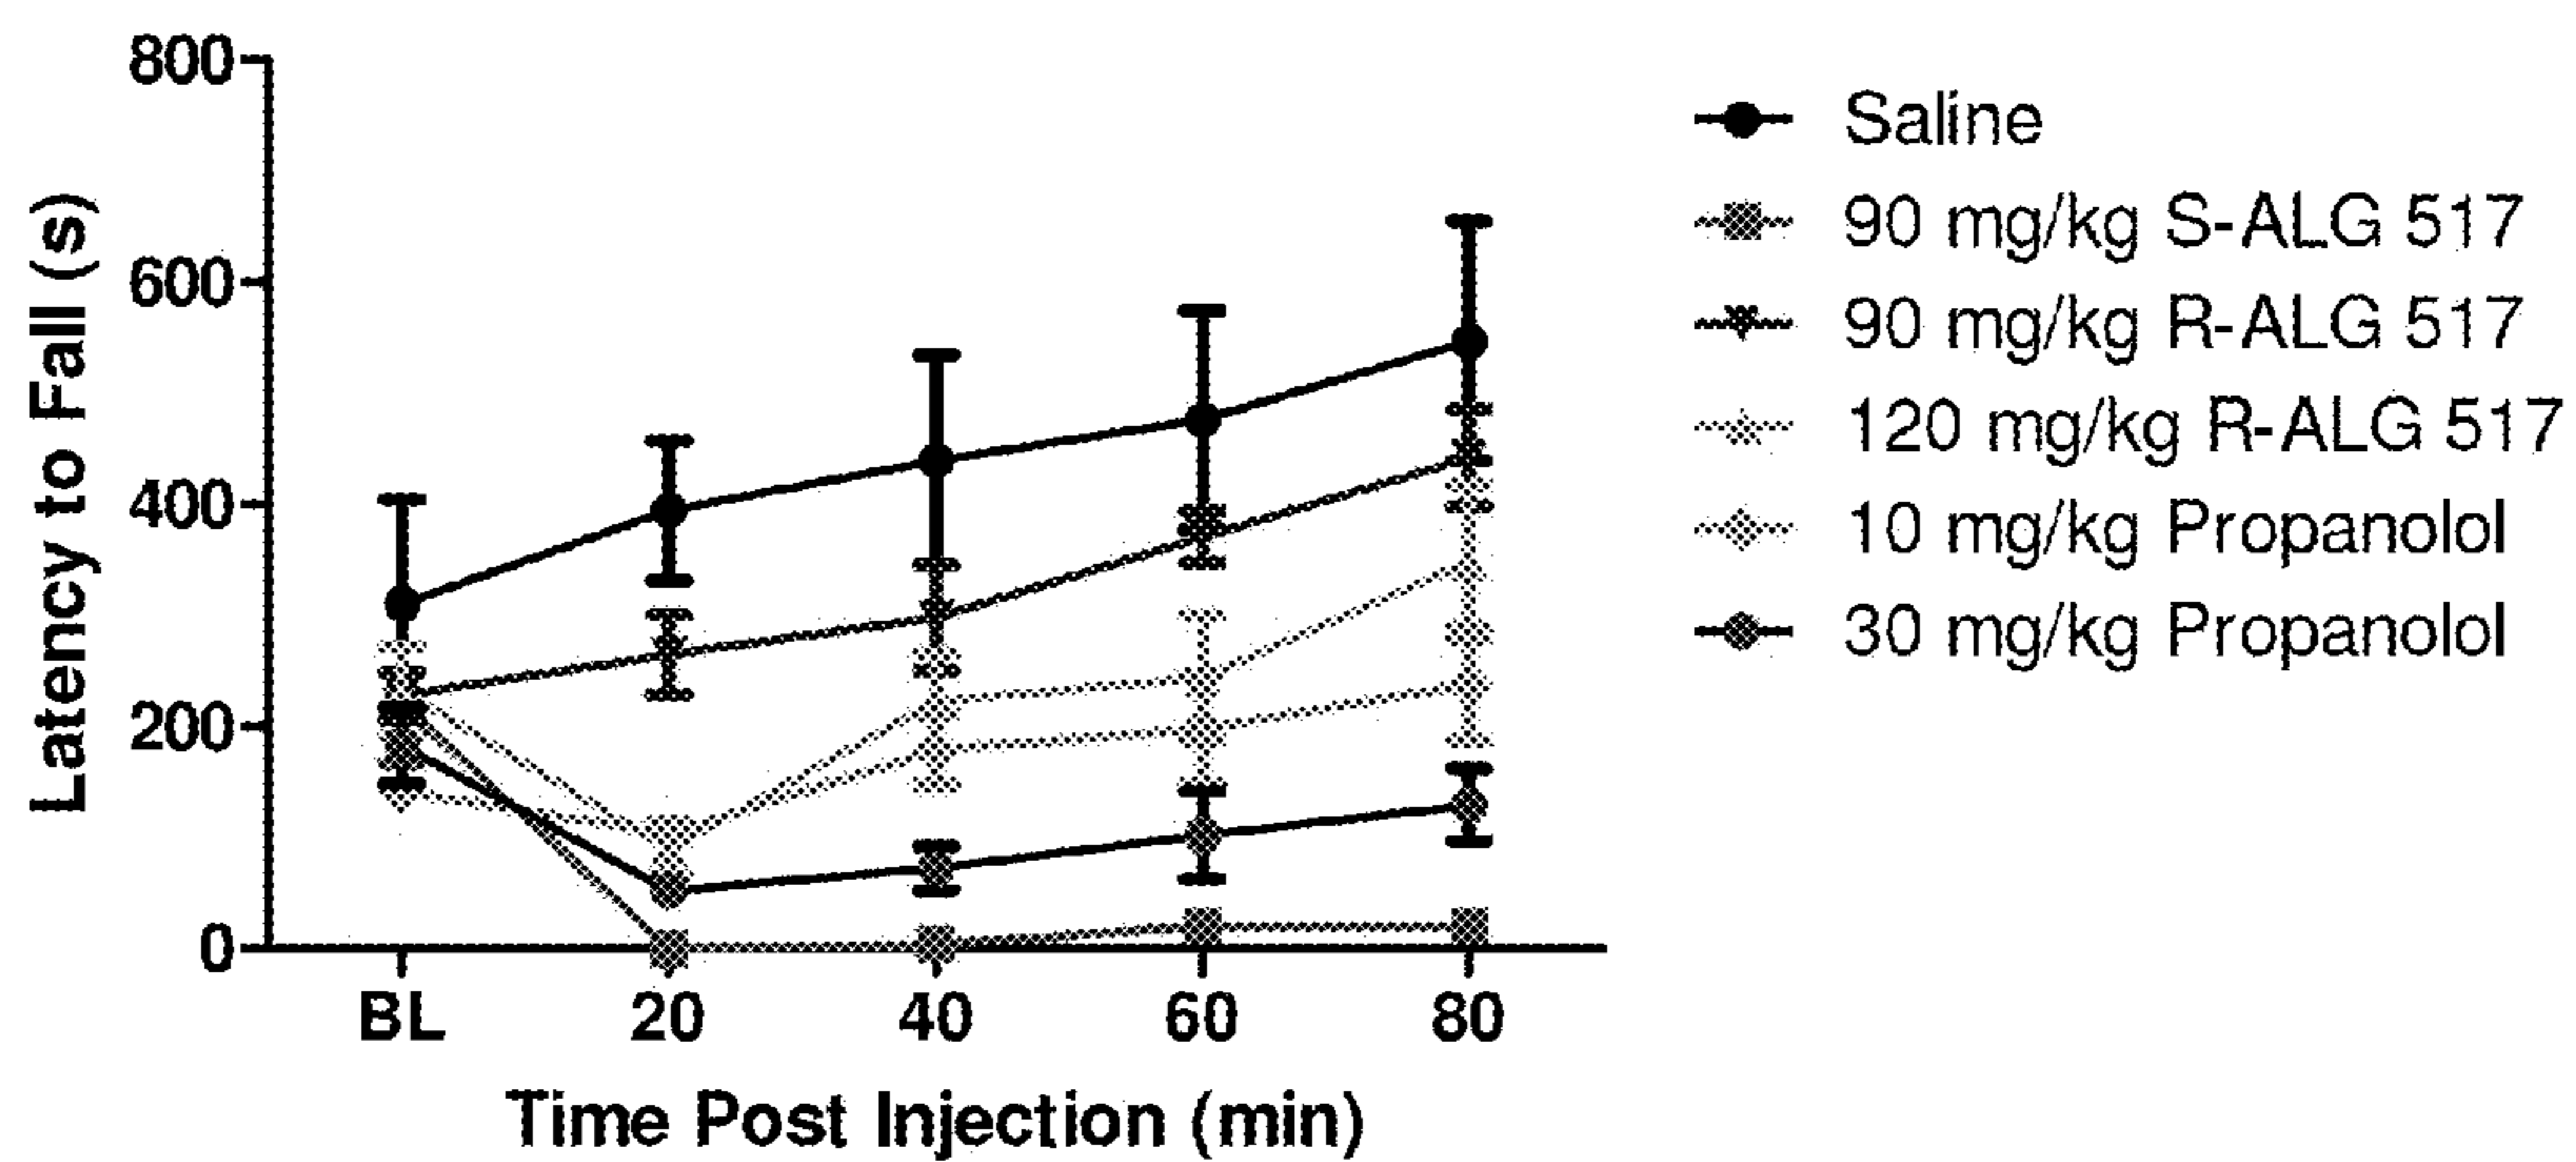 800
600
400
200
0
Latency to Fall (s)
BL 20 40 60 80
Time Post Injection (min)
Saline
90 mg/kg S-ALG 517
90 mg/kg R-ALG 517
120 mg/kg R-ALG 517
10 mg/kg Propanolol
30 mg/kg Propanolol